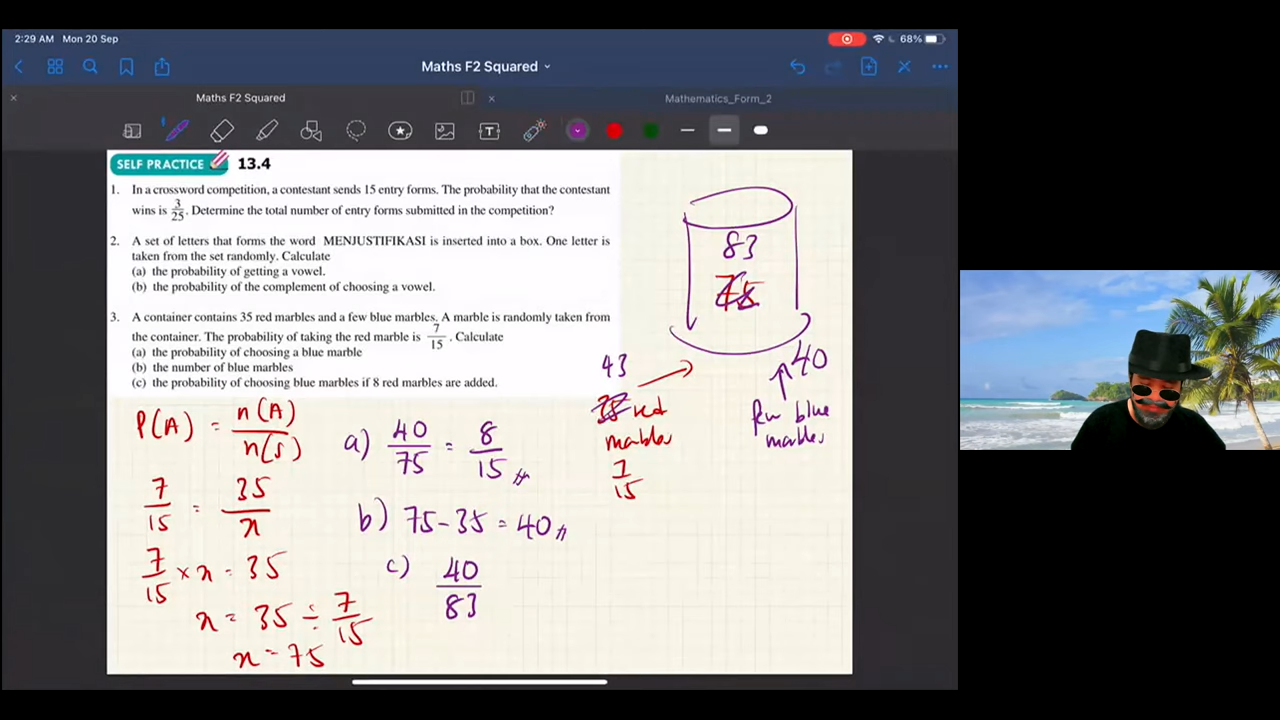 2:29 AM Mon 20 Sep
68%
Maths F2 Squared
Maths F2 Squared
Mathematics_Form_2
SELF PRACTICE 13.4
1. In a crossword competition, a contestant sends 15 entry forms. The probability that the contestant
wins is 3/25. Determine the total number of entry forms submitted in the competition?
2. A set of letters that forms the word MENJUSTIFIKASI is inserted into a box. One letter is
taken from the set randomly. Calculate
(a) the probability of getting a vowel.
(b) the probability of the complement of choosing a vowel.
3. A container contains 35 red marbles and a few blue marbles. A marble is randomly taken from
the container. The probability of taking the red marble is 7/15. Calculate
(a) the probability of choosing a blue marble
(b) the number of blue marbles
(c) the probability of choosing blue marbles if 8 red marbles are added.
P(A) = n(A)/n(S)
7/15 = 35/x
7/15 × x = 35
x = 35 ÷ 7/15
x = 75
a) 40/75 = 8/15
b) 75 - 35 = 40
c) 40/83
83
75
43
35 red
marbles
7/15
40
few blue
marbles